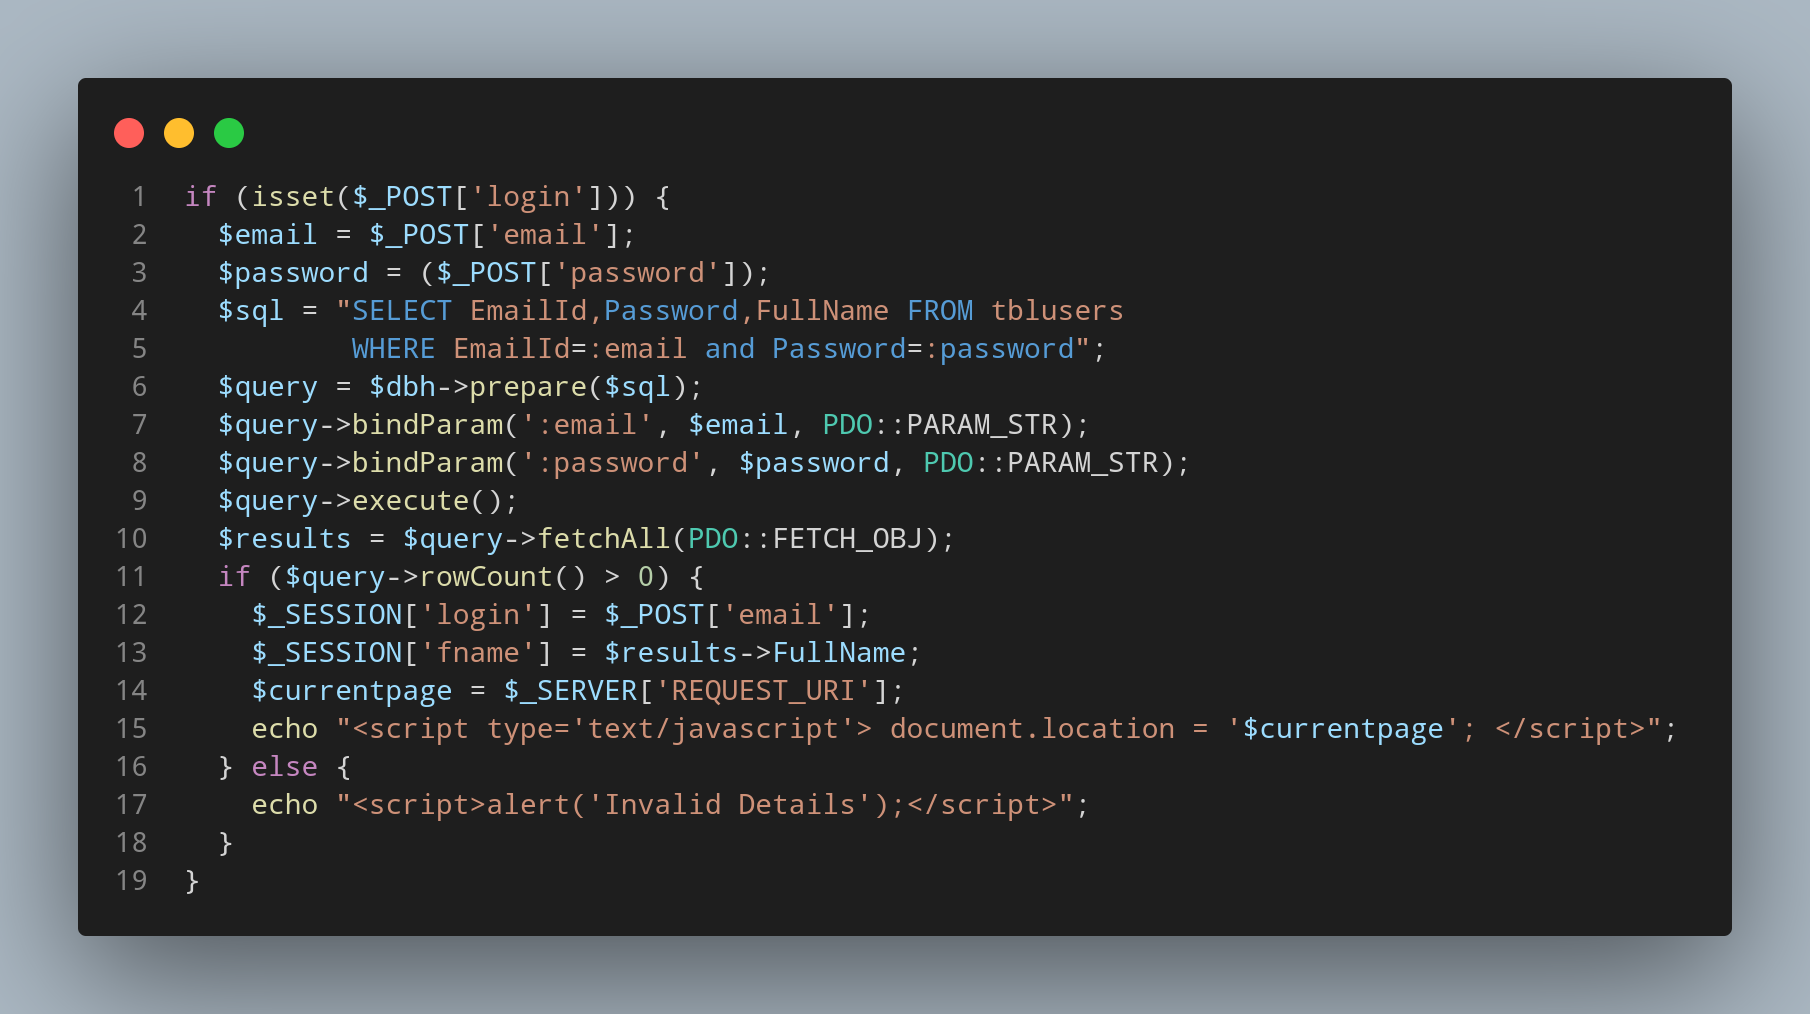 1 if (isset($_POST['login'])) {
2 $email = $_POST['email'];
3 $password = ($_POST['password']);
4 $sql = "SELECT EmailId,Password,FullName FROM tblusers
5 WHERE EmailId=:email and Password=:password";
6 $query = $dbh->prepare($sql);
7 $query->bindParam(':email', $email, PDO::PARAM_STR);
8 $query->bindParam(':password', $password, PDO::PARAM_STR);
9 $query->execute();
10 $results = $query->fetchAll(PDO::FETCH_OBJ);
11 if ($query->rowCount() > 0) {
12 $_SESSION['login'] = $_POST['email'];
13 $_SESSION['fname'] = $results->FullName;
14 $currentpage = $_SERVER['REQUEST_URI'];
15 echo "<script type='text/javascript'> document.location = '$currentpage'; </script>";
16 } else {
17 echo "<script>alert('Invalid Details');</script>";
18 }
19 }